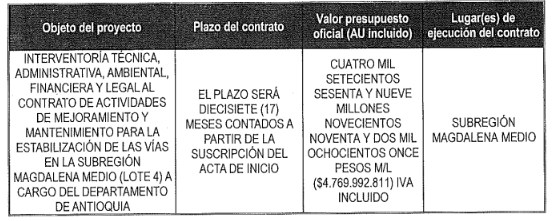 Objeto del proyecto
Plazo del contrato
Valor presupuesto
oficial (AU incluido)
Lugar(es) de
ejecución del contrato
INTERVENTORÍA TÉCNICA,
ADMINISTRATIVA, AMBIENTAL,
FINANCIERA Y LEGAL AL
CONTRATO DE ACTIVIDADES
DE MEJORAMIENTO Y
MANTENIMIENTO PARA LA
ESTABILIZACIÓN DE LAS VÍAS
EN LA SUBREGIÓN
MAGDALENA MEDIO (LOTE 4) A
CARGO DEL DEPARTAMENTO
DE ANTIOQUIA
EL PLAZO SERÁ
DIECISIETE (17)
MESES CONTADOS A
PARTIR DE LA
SUSCRIPCIÓN DEL
ACTA DE INICIO
CUATRO MIL
SETECIENTOS
SESENTA Y NUEVE
MILLONES
NOVECIENTOS
NOVENTA Y DOS MIL
OCHOCIENTOS ONCE
PESOS M/L
($4.769.992.811) IVA
INCLUIDO
SUBREGIÓN
MAGDALENA MEDIO